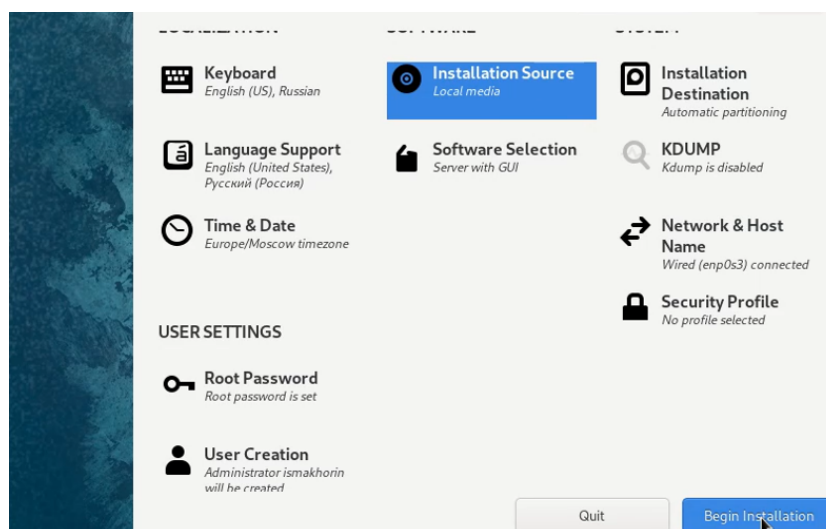 LOCALIZATION
SOFTWARE
SYSTEM
Keyboard
English (US), Russian
Language Support
English (United States),
Русский (Россия)
Time & Date
Europe/Moscow timezone
Installation Source
Local media
Software Selection
Server with GUI
Installation
Destination
Automatic partitioning
KDUMP
Kdump is disabled
Network & Host
Name
Wired (enp0s3) connected
Security Profile
No profile selected
USER SETTINGS
Root Password
Root password is set
User Creation
Administrator ismakhorin
will be created
Quit
Begin Installation